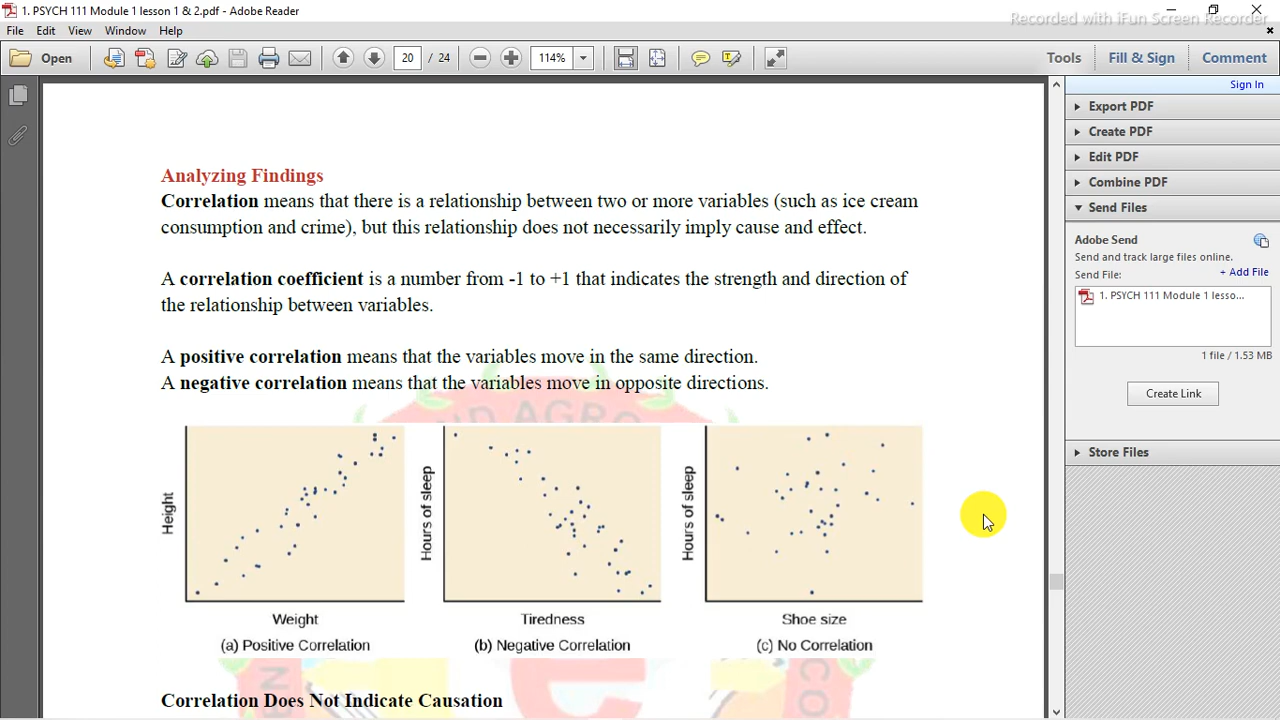 1. PSYCH 111 Module 1 lesson 1 & 2.pdf - Adobe Reader
Recorded with iFun Screen Recorder
File Edit View Window Help
Open 20 / 24 114% Tools Fill & Sign Comment
Sign In
Export PDF
Create PDF
Edit PDF
Combine PDF
Send Files
Adobe Send
Send and track large files online.
Send File: + Add File
1. PSYCH 111 Module 1 lesso...
1 file / 1.53 MB
Create Link
Store Files
Analyzing Findings
Correlation means that there is a relationship between two or more variables (such as ice cream
consumption and crime), but this relationship does not necessarily imply cause and effect.
A correlation coefficient is a number from -1 to +1 that indicates the strength and direction of
the relationship between variables.
A positive correlation means that the variables move in the same direction.
A negative correlation means that the variables move in opposite directions.
ND AGRO
Height
Weight
(a) Positive Correlation
Hours of sleep
Tiredness
(b) Negative Correlation
Hours of sleep
Shoe size
(c) No Correlation
Correlation Does Not Indicate Causation